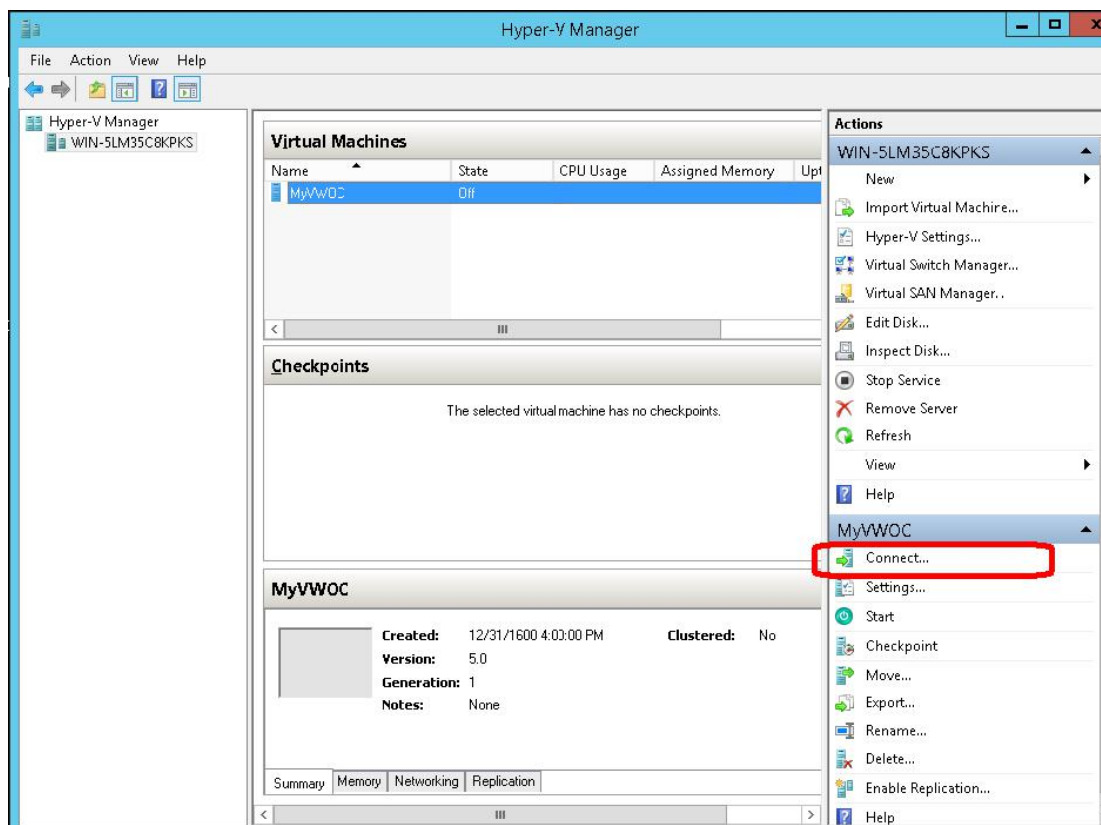 Hyper-V Manager
File Action View Help
Hyper-V Manager
WIN-5LM35C8KPKS
Virtual Machines
Name State CPU Usage Assigned Memory Upt
MyVWOC Off
Checkpoints
The selected virtual machine has no checkpoints.
MyVWOC
Created: 12/31/1600 4:00:00 PM Clustered: No
Version: 5.0
Generation: 1
Notes: None
Summary Memory Networking Replication
Actions
WIN-5LM35C8KPKS
New
Import Virtual Machine...
Hyper-V Settings...
Virtual Switch Manager...
Virtual SAN Manager..
Edit Disk...
Inspect Disk...
Stop Service
Remove Server
Refresh
View
Help
MyVWOC
Connect...
Settings...
Start
Checkpoint
Move...
Export...
Rename...
Delete...
Enable Replication...
Help